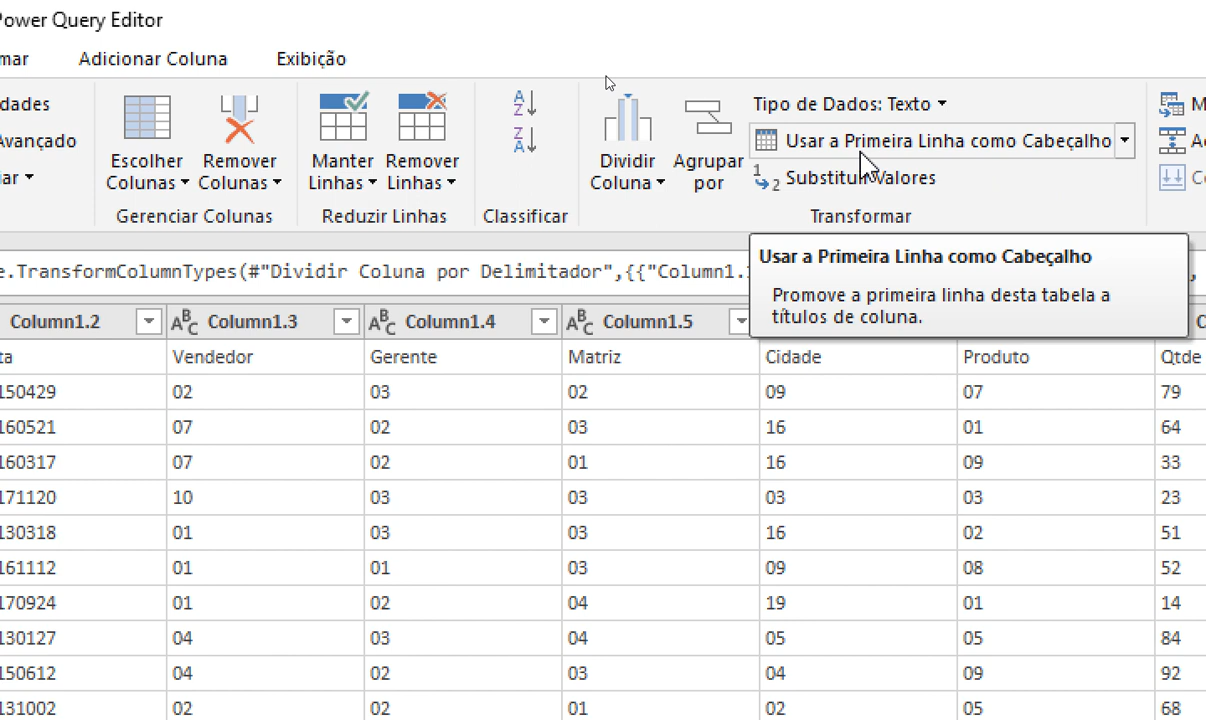 Power Query Editor
mar Adicionar Coluna Exibição
dades
Avançado
iar
Escolher Colunas
Remover Colunas
Gerenciar Colunas
Manter Linhas
Remover Linhas
Reduzir Linhas
A Z
Z A
Classificar
Dividir Coluna
Agrupar por
Tipo de Dados: Texto
Usar a Primeira Linha como Cabeçalho
1 2 Substituir Valores
Transformar
M
A
C
e.TransformColumnTypes(#"Dividir Coluna por Delimitador",{{"Column1.
Usar a Primeira Linha como Cabeçalho
Promove a primeira linha desta tabela a
títulos de coluna.
Column1.2 ABC Column1.3 ABC Column1.4 ABC Column1.5
ta Vendedor Gerente Matriz Cidade Produto Qtde
150429 02 03 02 09 07 79
160521 07 02 03 16 01 64
160317 07 02 01 16 09 33
171120 10 03 03 03 03 23
130318 01 03 03 16 02 51
161112 01 01 03 09 08 52
170924 01 02 04 19 01 14
130127 04 03 04 05 05 84
150612 04 02 03 04 09 92
131002 02 02 01 02 05 68